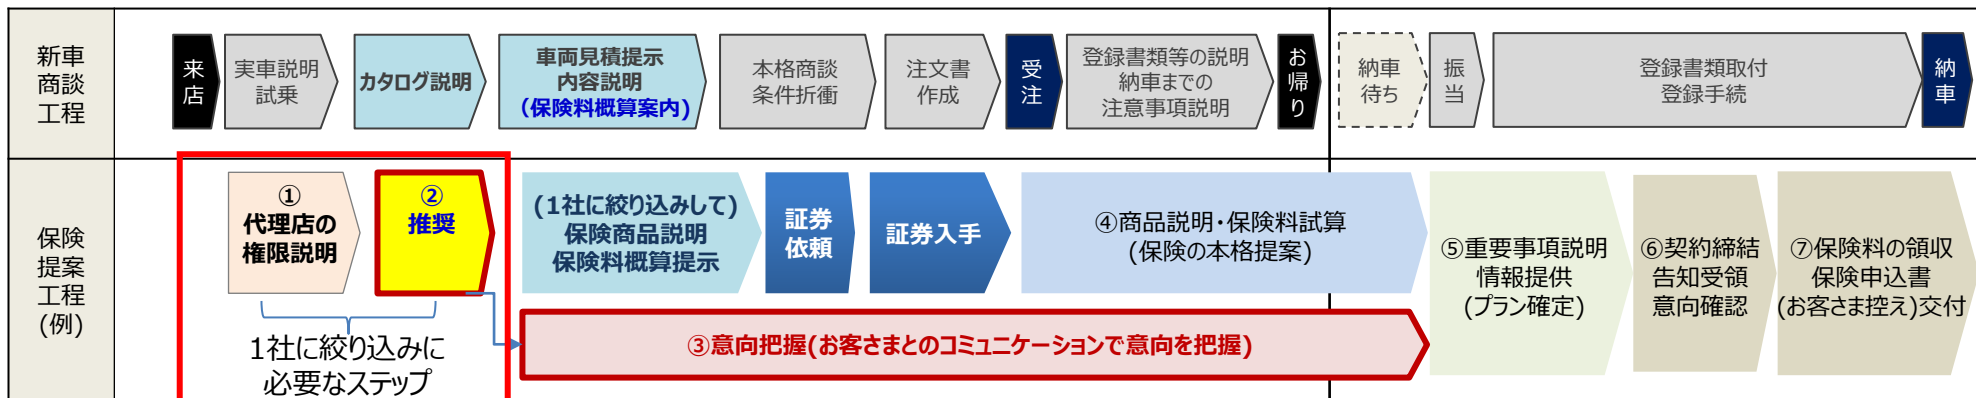 新車
商談
工程
来
店
実車説明
試乗
カタログ説明
車両見積提示
内容説明
(保険料概算案内)
本格商談
条件折衝
注文書
作成
受
注
登録書類等の説明
納車までの
注意事項説明
お
帰
り
納車
待ち
振
当
登録書類取付
登録手続
納
車
保険
提案
工程
(例)
①
代理店の
権限説明
②
推奨
1社に絞り込みに
必要なステップ
(1社に絞り込みして)
保険商品説明
保険料概算提示
証券
依頼
証券入手
④商品説明・保険料試算
(保険の本格提案)
③意向把握(お客さまとのコミュニケーションで意向を把握)
⑤重要事項説明
情報提供
(プラン確定)
⑥契約締結
告知受領
意向確認
⑦保険料の領収
保険申込書
(お客さま控え)交付